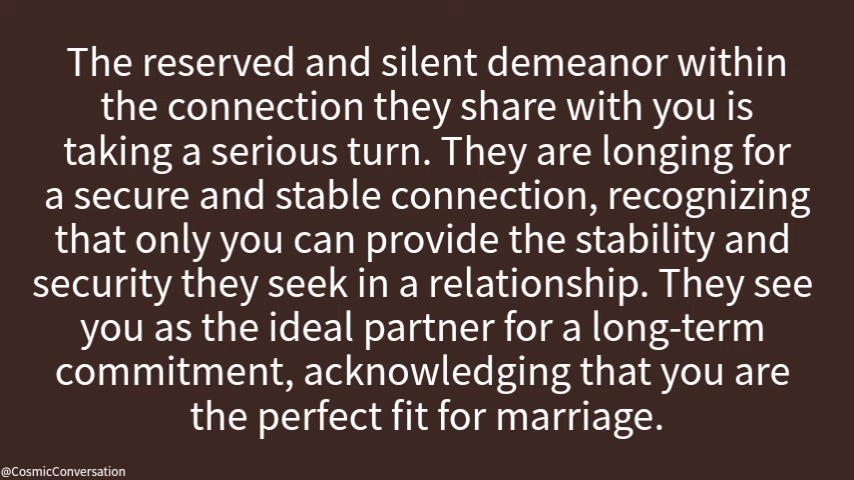 The reserved and silent demeanor within
the connection they share with you is
taking a serious turn. They are longing for
a secure and stable connection, recognizing
that only you can provide the stability and
security they seek in a relationship. They see
you as the ideal partner for a long-term
commitment, acknowledging that you are
the perfect fit for marriage.
@CosmicConversation